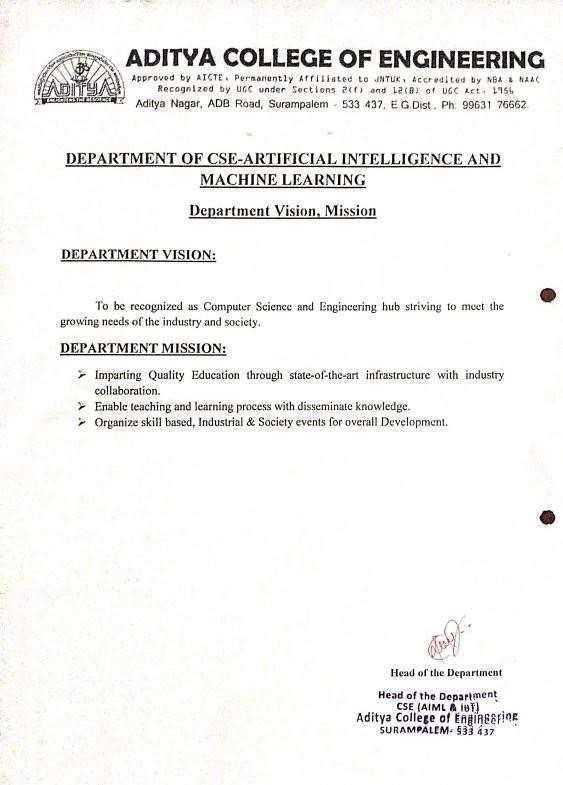 ADITYA COLLEGE OF ENGINEERING
Approved by AICTE, Permanently Affiliated to JNTUK, Accredited by NBA & NAAC
Recognized by UGC under Sections 2(f) and 12(B) of UGC Act, 1956
Aditya Nagar, ADB Road, Surampalem - 533 437, E.G.Dist, Ph: 99631 76662.
ADITYA
DEPARTMENT OF CSE-ARTIFICIAL INTELLIGENCE AND
MACHINE LEARNING
Department Vision, Mission
DEPARTMENT VISION:
To be recognized as Computer Science and Engineering hub striving to meet the
growing needs of the industry and society.
DEPARTMENT MISSION:
➢ Imparting Quality Education through state-of-the-art infrastructure with industry
collaboration.
➢ Enable teaching and learning process with disseminate knowledge.
➢ Organize skill based, Industrial & Society events for overall Development.
Head of the Department
Head of the Department
CSE (AIML & IOT)
Aditya College of Engineering
SURAMPALEM- 533 437